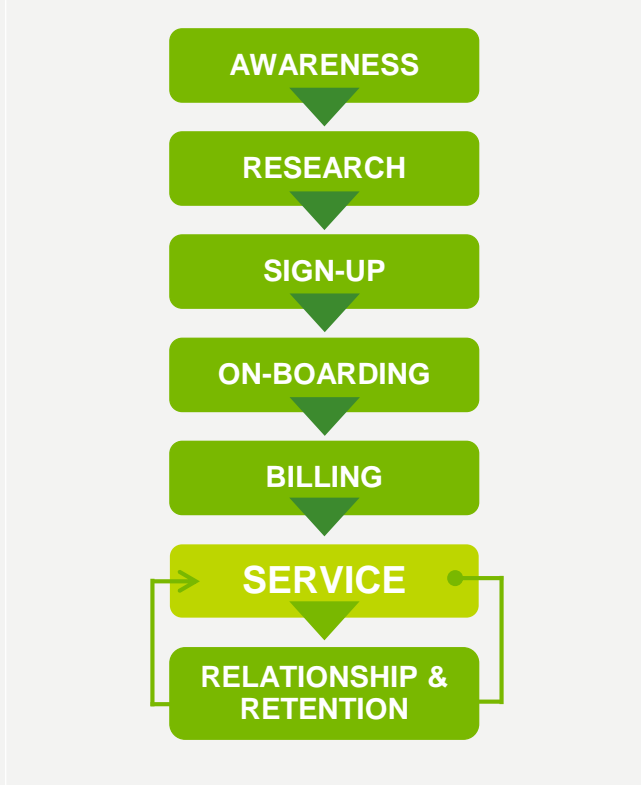 AWARENESS
RESEARCH
SIGN-UP
ON-BOARDING
BILLING
SERVICE
RELATIONSHIP &
RETENTION